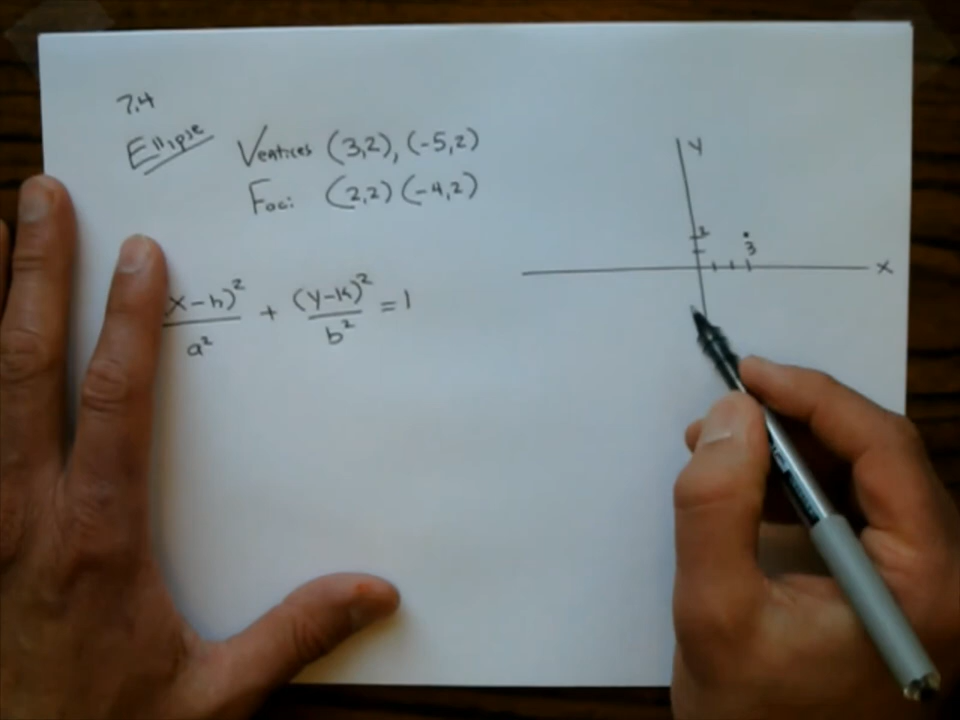 7.4
Ellipse Vertices (3,2), (-5,2)
Foci (2,2) (-4,2)
x-h)² / a² + (y-k)² / b² = 1
y
2
3
x